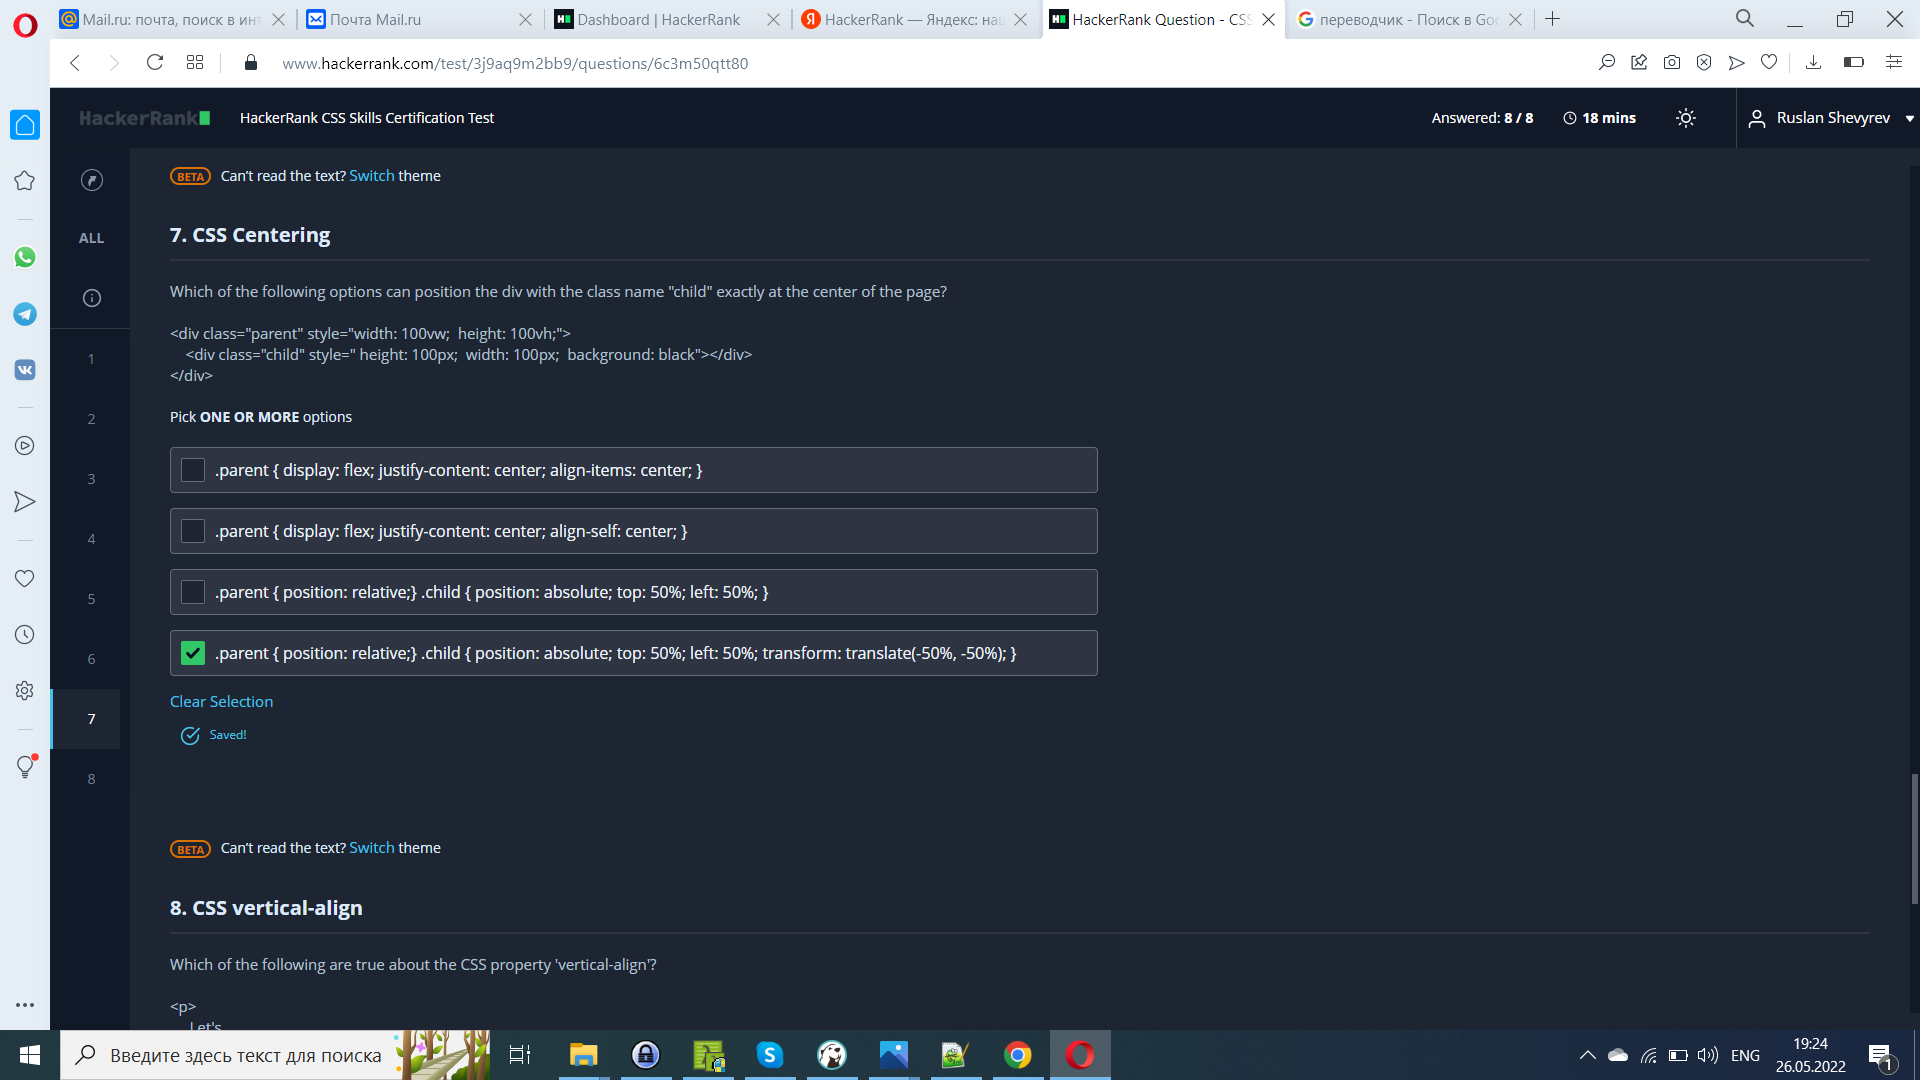 Mail.ru: почта, поиск в инт
Почта Mail.ru
Dashboard | HackerRank
HackerRank — Яндекс: на
HackerRank Question - CSS
переводчик - Поиск в Goo
www.hackerrank.com/test/3j9aq9m2bb9/questions/6c3m50qtt80
HackerRank
HackerRank CSS Skills Certification Test
Answered: 8 / 8
18 mins
Ruslan Shevyrev
BETA Can't read the text? Switch theme
ALL
7. CSS Centering
Which of the following options can position the div with the class name "child" exactly at the center of the page?
<div class="parent" style="width: 100vw;  height: 100vh;">
<div class="child" style=" height: 100px;  width: 100px;  background: black"></div>
</div>
Pick ONE OR MORE options
.parent { display: flex; justify-content: center; align-items: center; }
.parent { display: flex; justify-content: center; align-self: center; }
.parent { position: relative;} .child { position: absolute; top: 50%; left: 50%; }
.parent { position: relative;} .child { position: absolute; top: 50%; left: 50%; transform: translate(-50%, -50%); }
Clear Selection
Saved!
1
2
3
4
5
6
7
8
BETA Can't read the text? Switch theme
8. CSS vertical-align
Which of the following are true about the CSS property 'vertical-align'?
<p>
Let's
Введите здесь текст для поиска
ENG
19:24
26.05.2022
1